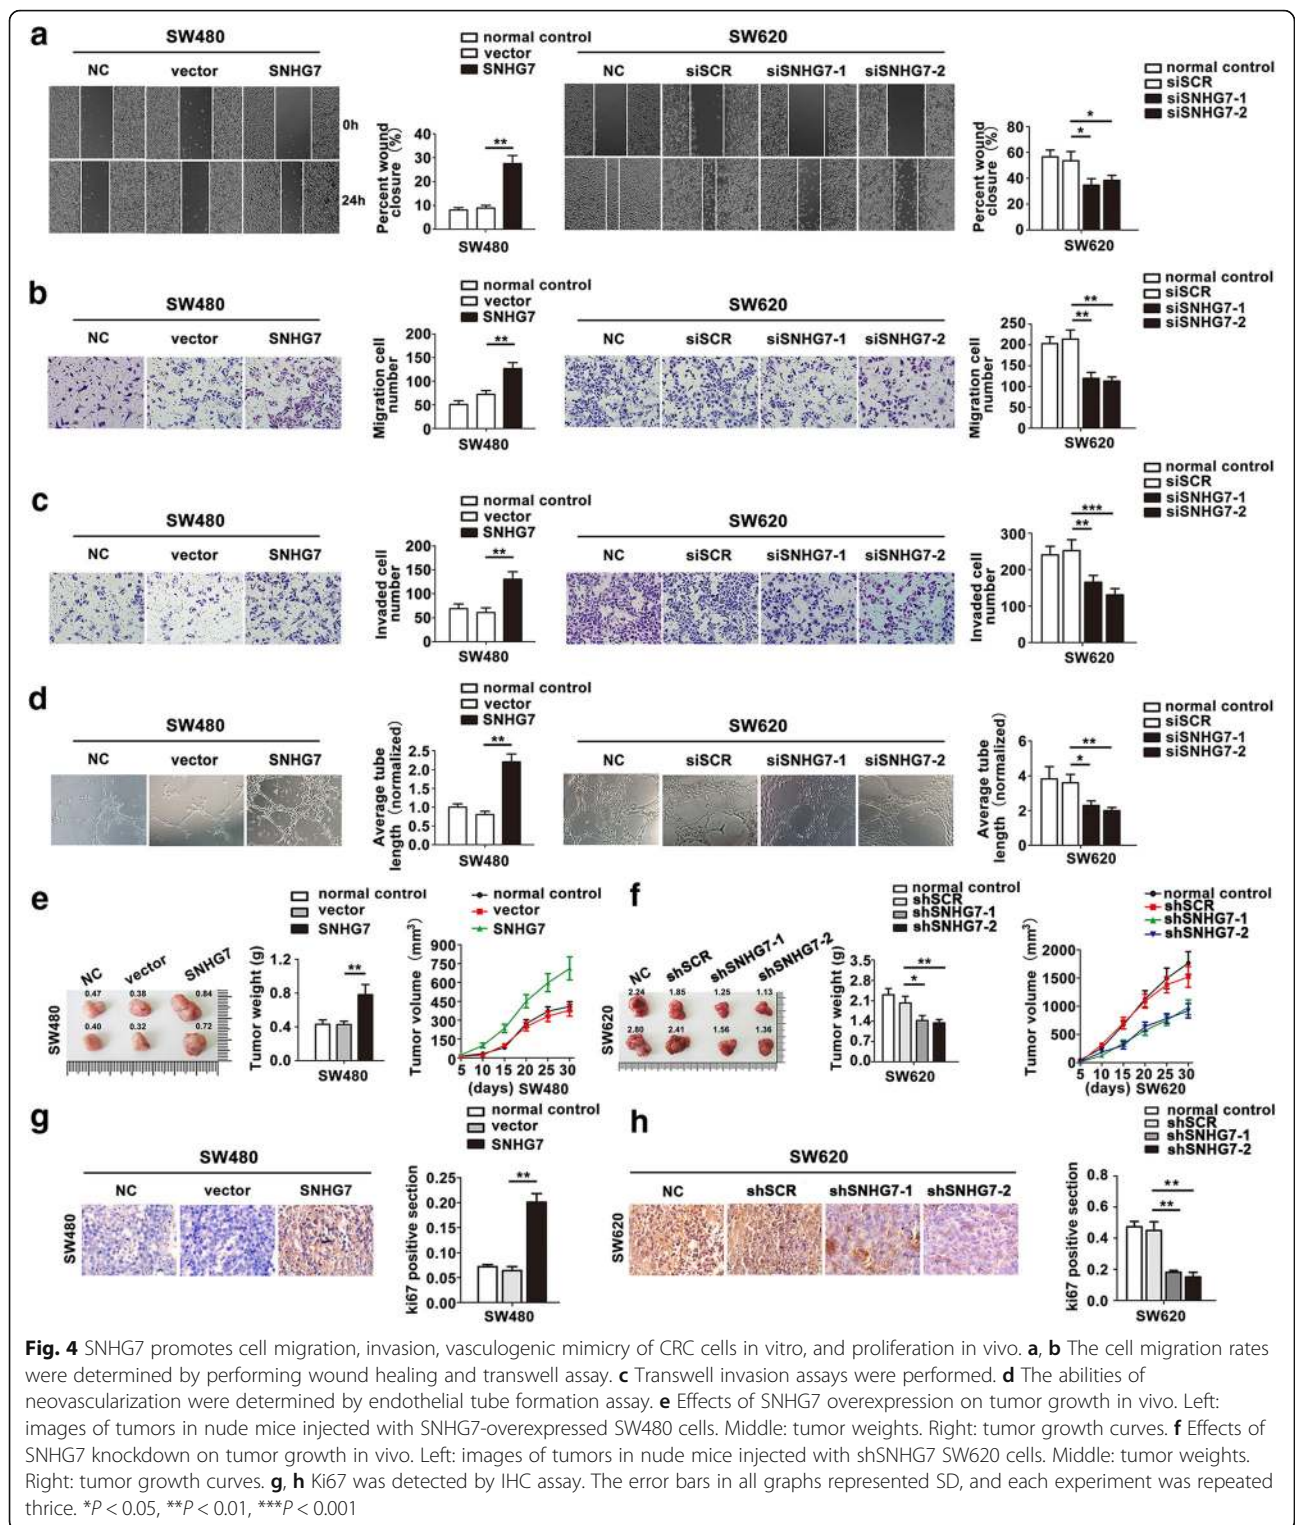 a
SW480
NC vector SNHG7
0h
24h
normal control
vector
SNHG7
Percent wound closure (%)
40
30
20
10
0
**
SW480
SW620
NC siSCR siSNHG7-1 siSNHG7-2
normal control
siSCR
siSNHG7-1
siSNHG7-2
Percent wound closure (%)
80
60
40
20
0
*
*
SW620
b
SW480
NC vector SNHG7
normal control
vector
SNHG7
Migration cell number
200
150
100
50
0
**
SW480
SW620
NC siSCR siSNHG7-1 siSNHG7-2
normal control
siSCR
siSNHG7-1
siSNHG7-2
Migration cell number
250
200
150
100
50
0
**
**
SW620
c
SW480
NC vector SNHG7
normal control
vector
SNHG7
Invaded cell number
200
150
100
50
0
**
SW480
SW620
NC siSCR siSNHG7-1 siSNHG7-2
normal control
siSCR
siSNHG7-1
siSNHG7-2
Invaded cell number
300
200
100
0
***
**
SW620
d
SW480
NC vector SNHG7
normal control
vector
SNHG7
Average tube length (normalized)
2.5
2.0
1.5
1.0
0.5
0.0
**
SW480
SW620
NC siSCR siSNHG7-1 siSNHG7-2
normal control
siSCR
siSNHG7-1
siSNHG7-2
Average tube length (normalized)
6
4
2
0
**
*
SW620
e
NC vector SNHG7
SW480
0.47 0.38 0.84
0.40 0.32 0.72
normal control
vector
SNHG7
Tumor weight (g)
1.2
0.8
0.4
0.0
**
SW480
normal control
vector
SNHG7
Tumor volume (mm³)
900
750
600
450
300
150
0
5 10 15 20 25 30
(days) SW480
f
NC shSCR shSNHG7-1 shSNHG7-2
SW620
2.24 1.85 1.25 1.13
2.80 2.41 1.56 1.36
normal control
shSCR
shSNHG7-1
shSNHG7-2
Tumor weight (g)
3.5
2.8
2.1
1.4
0.7
0.0
**
*
SW620
normal control
shSCR
shSNHG7-1
shSNHG7-2
Tumor volume (mm³)
2000
1500
1000
500
0
5 10 15 20 25 30
(days) SW620
g
SW480
NC vector SNHG7
SW480
normal control
vector
SNHG7
ki67 positive section
0.25
0.20
0.15
0.10
0.05
0.00
**
SW480
h
SW620
NC shSCR shSNHG7-1 shSNHG7-2
SW620
normal control
shSCR
shSNHG7-1
shSNHG7-2
ki67 positive section
0.8
0.6
0.4
0.2
0.0
**
**
SW620
Fig. 4 SNHG7 promotes cell migration, invasion, vasculogenic mimicry of CRC cells in vitro, and proliferation in vivo. a, b The cell migration rates
were determined by performing wound healing and transwell assay. c Transwell invasion assays were performed. d The abilities of
neovascularization were determined by endothelial tube formation assay. e Effects of SNHG7 overexpression on tumor growth in vivo. Left:
images of tumors in nude mice injected with SNHG7-overexpressed SW480 cells. Middle: tumor weights. Right: tumor growth curves. f Effects of
SNHG7 knockdown on tumor growth in vivo. Left: images of tumors in nude mice injected with shSNHG7 SW620 cells. Middle: tumor weights.
Right: tumor growth curves. g, h Ki67 was detected by IHC assay. The error bars in all graphs represented SD, and each experiment was repeated
thrice. *P < 0.05, **P < 0.01, ***P < 0.001